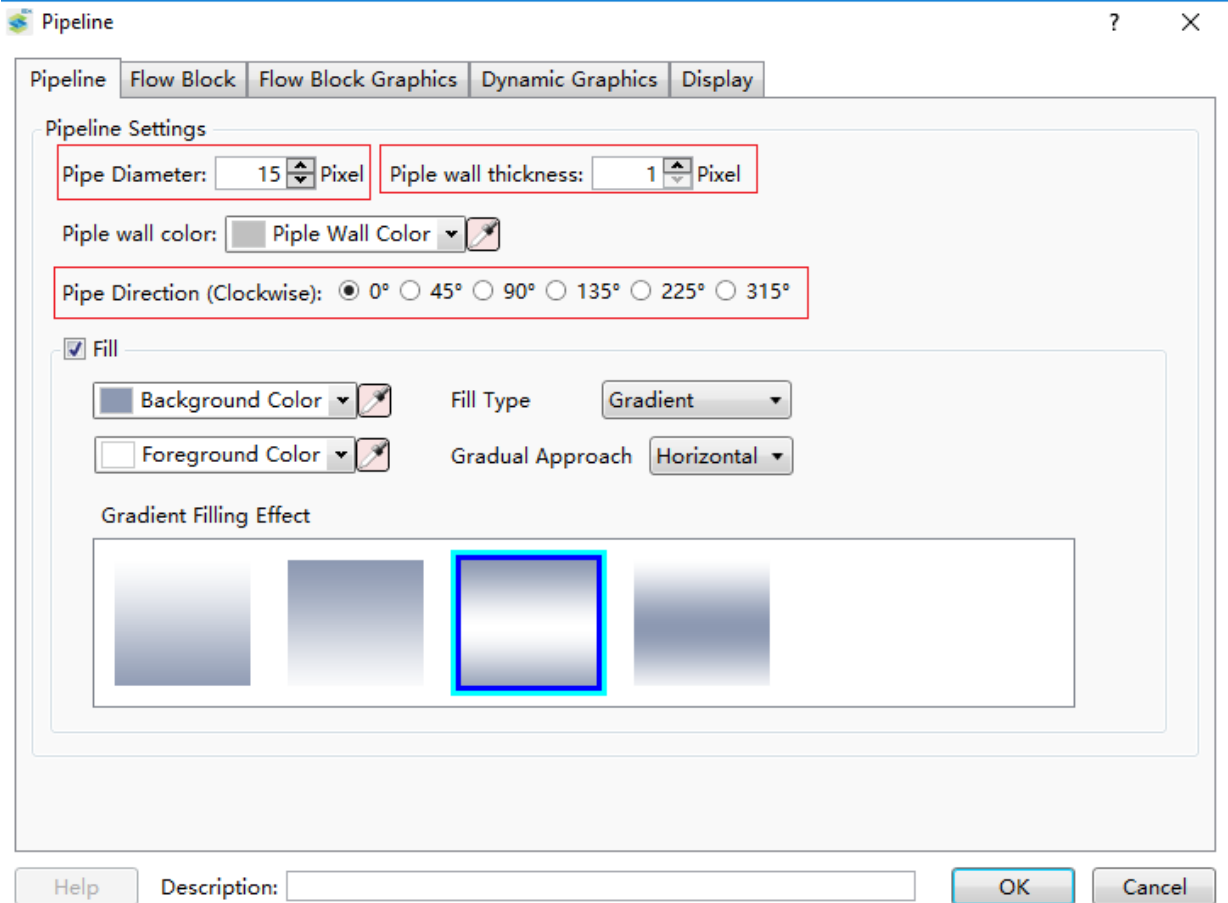 Pipeline
?
Pipeline Flow Block Flow Block Graphics Dynamic Graphics Display
Pipeline Settings
Pipe Diameter: 15 Pixel Piple wall thickness: 1 Pixel
Piple wall color: Piple Wall Color
Pipe Direction (Clockwise): 0° 45° 90° 135° 225° 315°
Fill
Background Color Fill Type Gradient
Foreground Color Gradual Approach Horizontal
Gradient Filling Effect
Help Description: OK Cancel